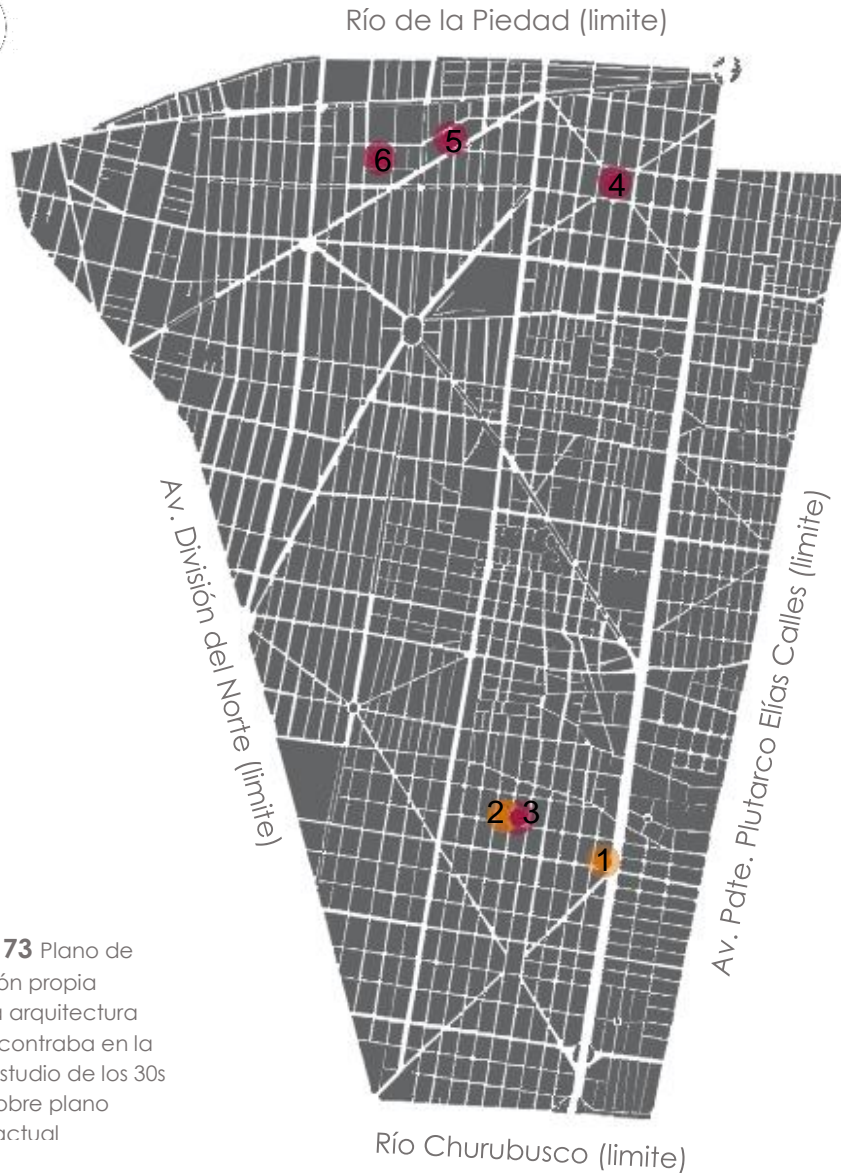 Río de la Piedad (limite)
5
6
4
Av. División del Norte (limite)
Av. Pdte. Plutarco Elías Calles (limite)
2 3
1
73 Plano de
ón propia
a arquitectura
contraba en la
studio de los 30s
obre plano
actual
Río Churubusco (limite)